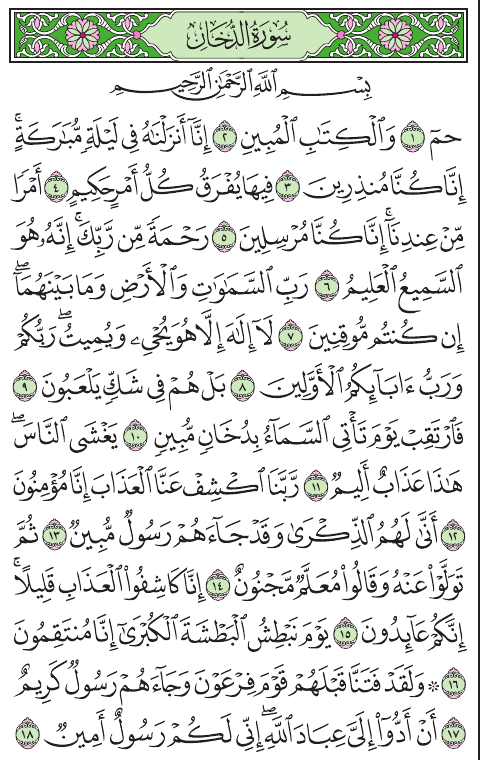 سُورَةُ الدُّخَانِ
بِسْمِ اللَّهِ الرَّحْمَٰنِ الرَّحِيمِ
حمٓ ١ وَٱلْكِتَٰبِ ٱلْمُبِينِ ٢ إِنَّآ أَنزَلْنَٰهُ فِى لَيْلَةٍ مُّبَٰرَكَةٍ ۚ
إِنَّا كُنَّا مُنذِرِينَ ٣ فِيهَا يُفْرَقُ كُلُّ أَمْرٍ حَكِيمٍ ٤ أَمْرًا
مِّنْ عِندِنَآ ۚ إِنَّا كُنَّا مُرْسِلِينَ ٥ رَحْمَةً مِّن رَّبِّكَ ۚ إِنَّهُۥ هُوَ
ٱلسَّمِيعُ ٱلْعَلِيمُ ٦ رَبِّ ٱلسَّمَٰوَٰتِ وَٱلْأَرْضِ وَمَا بَيْنَهُمَآ ۖ
إِن كُنتُم مُّوقِنِينَ ٧ لَآ إِلَٰهَ إِلَّا هُوَ يُحْىِۦ وَيُمِيتُ ۖ رَبُّكُمْ
وَرَبُّ ءَابَآئِكُمُ ٱلْأَوَّلِينَ ٨ بَلْ هُمْ فِى شَكٍّ يَلْعَبُونَ ٩
فَٱرْتَقِبْ يَوْمَ تَأْتِى ٱلسَّمَآءُ بِدُخَانٍ مُّبِينٍ ١٠ يَغْشَى ٱلنَّاسَ ۖ
هَٰذَا عَذَابٌ أَلِيمٌ ١١ رَّبَّنَا ٱكْشِفْ عَنَّا ٱلْعَذَابَ إِنَّا مُؤْمِنُونَ
١٢ أَنَّىٰ لَهُمُ ٱلذِّكْرَىٰ وَقَدْ جَآءَهُمْ رَسُولٌ مُّبِينٌ ١٣ ثُمَّ
تَوَلَّوْا۟ عَنْهُ وَقَالُوا۟ مُعَلَّمٌ مَّجْنُونٌ ١٤ إِنَّا كَاشِفُوا۟ ٱلْعَذَابِ قَلِيلًا ۚ
إِنَّكُمْ عَآئِدُونَ ١٥ يَوْمَ نَبْطِشُ ٱلْبَطْشَةَ ٱلْكُبْرَىٰٓ إِنَّا مُنتَقِمُونَ
١٦ ۞ وَلَقَدْ فَتَنَّا قَبْلَهُمْ قَوْمَ فِرْعَوْنَ وَجَآءَهُمْ رَسُولٌ كَرِيمٌ
١٧ أَنْ أَدُّوٓا۟ إِلَىَّ عِبَادَ ٱللَّهِ ۖ إِنِّى لَكُمْ رَسُولٌ أَمِينٌ ١٨